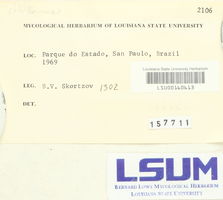 2106
MYCOLOGICAL HERBARIUM OF LOUISIANA STATE UNIVERSITY
LOC. Parque do Estado, San Paulo, Brazil
1969
Louisiana State University Herbarium
LEG. S.V. Skortzov 1502
DET.
157711
LSUM
BERNARD LOWY MYCOLOGICAL HERBARIUM
LOUISIANA STATE UNIVERSITY